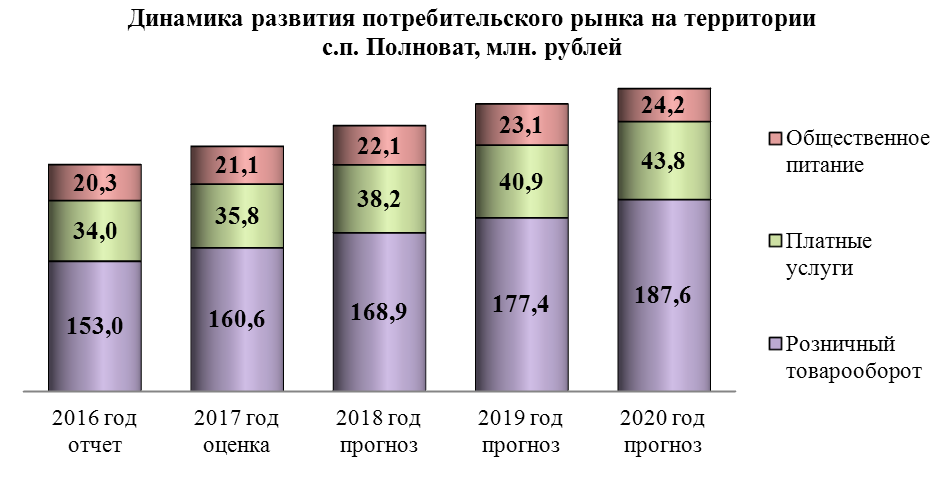 Динамика развития потребительского рынка на территории
с.п. Полноват, млн. рублей
20,3
21,1
22,1
23,1
24,2
34,0
35,8
38,2
40,9
43,8
153,0
160,6
168,9
177,4
187,6
2016 год
отчет
2017 год
оценка
2018 год
прогноз
2019 год
прогноз
2020 год
прогноз
Общественное
питание
Платные
услуги
Розничный
товарооборот